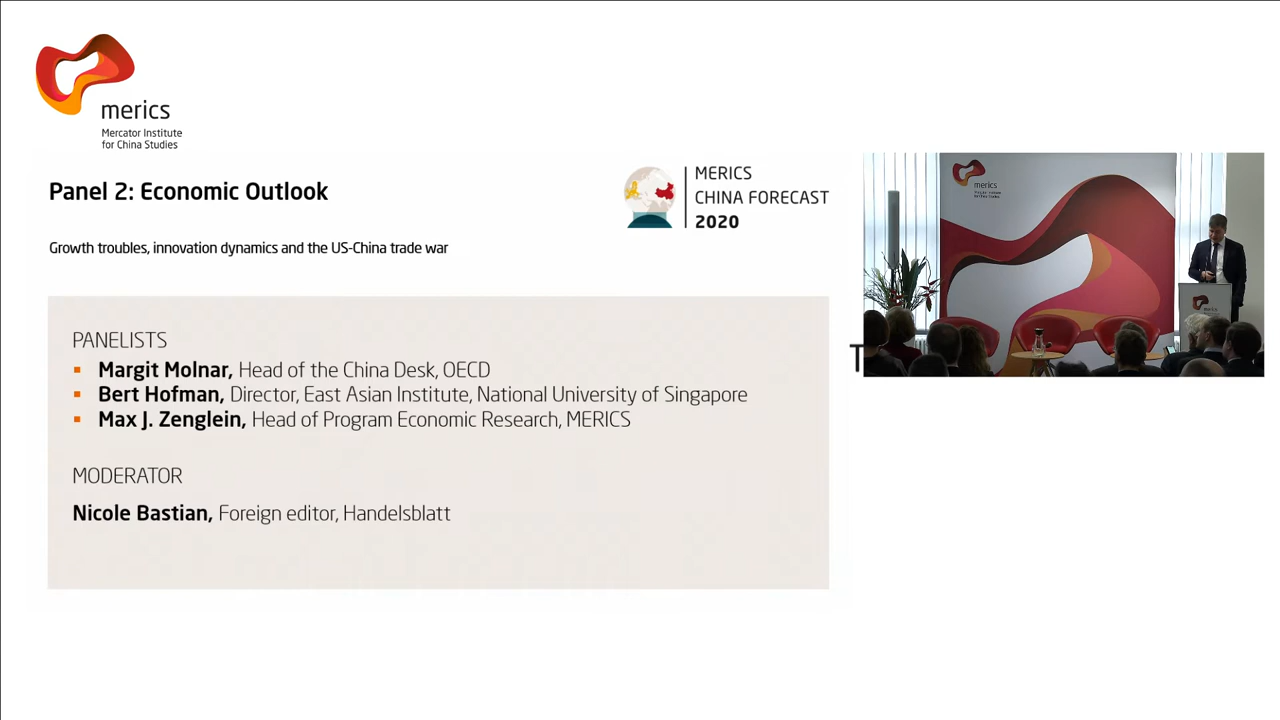 merics
Mercator Institute
for China Studies
Panel 2: Economic Outlook
MERICS
CHINA FORECAST
2020
Growth troubles, innovation dynamics and the US-China trade war
PANELISTS
▪ Margit Molnar, Head of the China Desk, OECD
▪ Bert Hofman, Director, East Asian Institute, National University of Singapore
▪ Max J. Zenglein, Head of Program Economic Research, MERICS
MODERATOR
Nicole Bastian, Foreign editor, Handelsblatt
merics